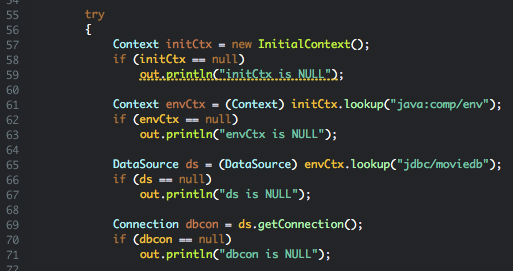 55 try
56 {
57 Context initCtx = new InitialContext();
58 if (initCtx == null)
59 out.println("initCtx is NULL");
60
61 Context envCtx = (Context) initCtx.lookup("java:comp/env");
62 if (envCtx == null)
63 out.println("envCtx is NULL");
64
65 DataSource ds = (DataSource) envCtx.lookup("jdbc/moviedb");
66 if (ds == null)
67 out.println("ds is NULL");
68
69 Connection dbcon = ds.getConnection();
70 if (dbcon == null)
71 out.println("dbcon is NULL");